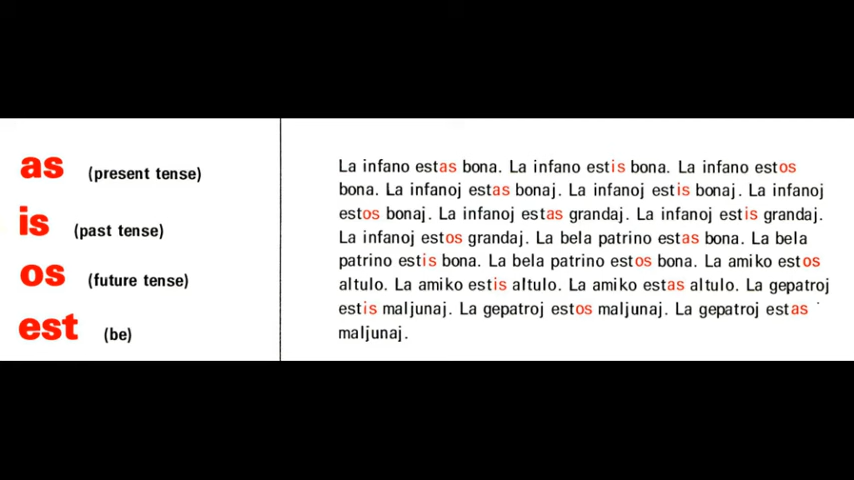 as (present tense)
is (past tense)
os (future tense)
est (be)
La infano estas bona. La infano estis bona. La infano estos
bona. La infanoj estas bonaj. La infanoj estis bonaj. La infanoj
estos bonaj. La infanoj estas grandaj. La infanoj estis grandaj.
La infanoj estos grandaj. La bela patrino estas bona. La bela
patrino estis bona. La bela patrino estos bona. La amiko estos
altulo. La amiko estis altulo. La amiko estas altulo. La gepatroj
estis maljunaj. La gepatroj estos maljunaj. La gepatroj estas
maljunaj.